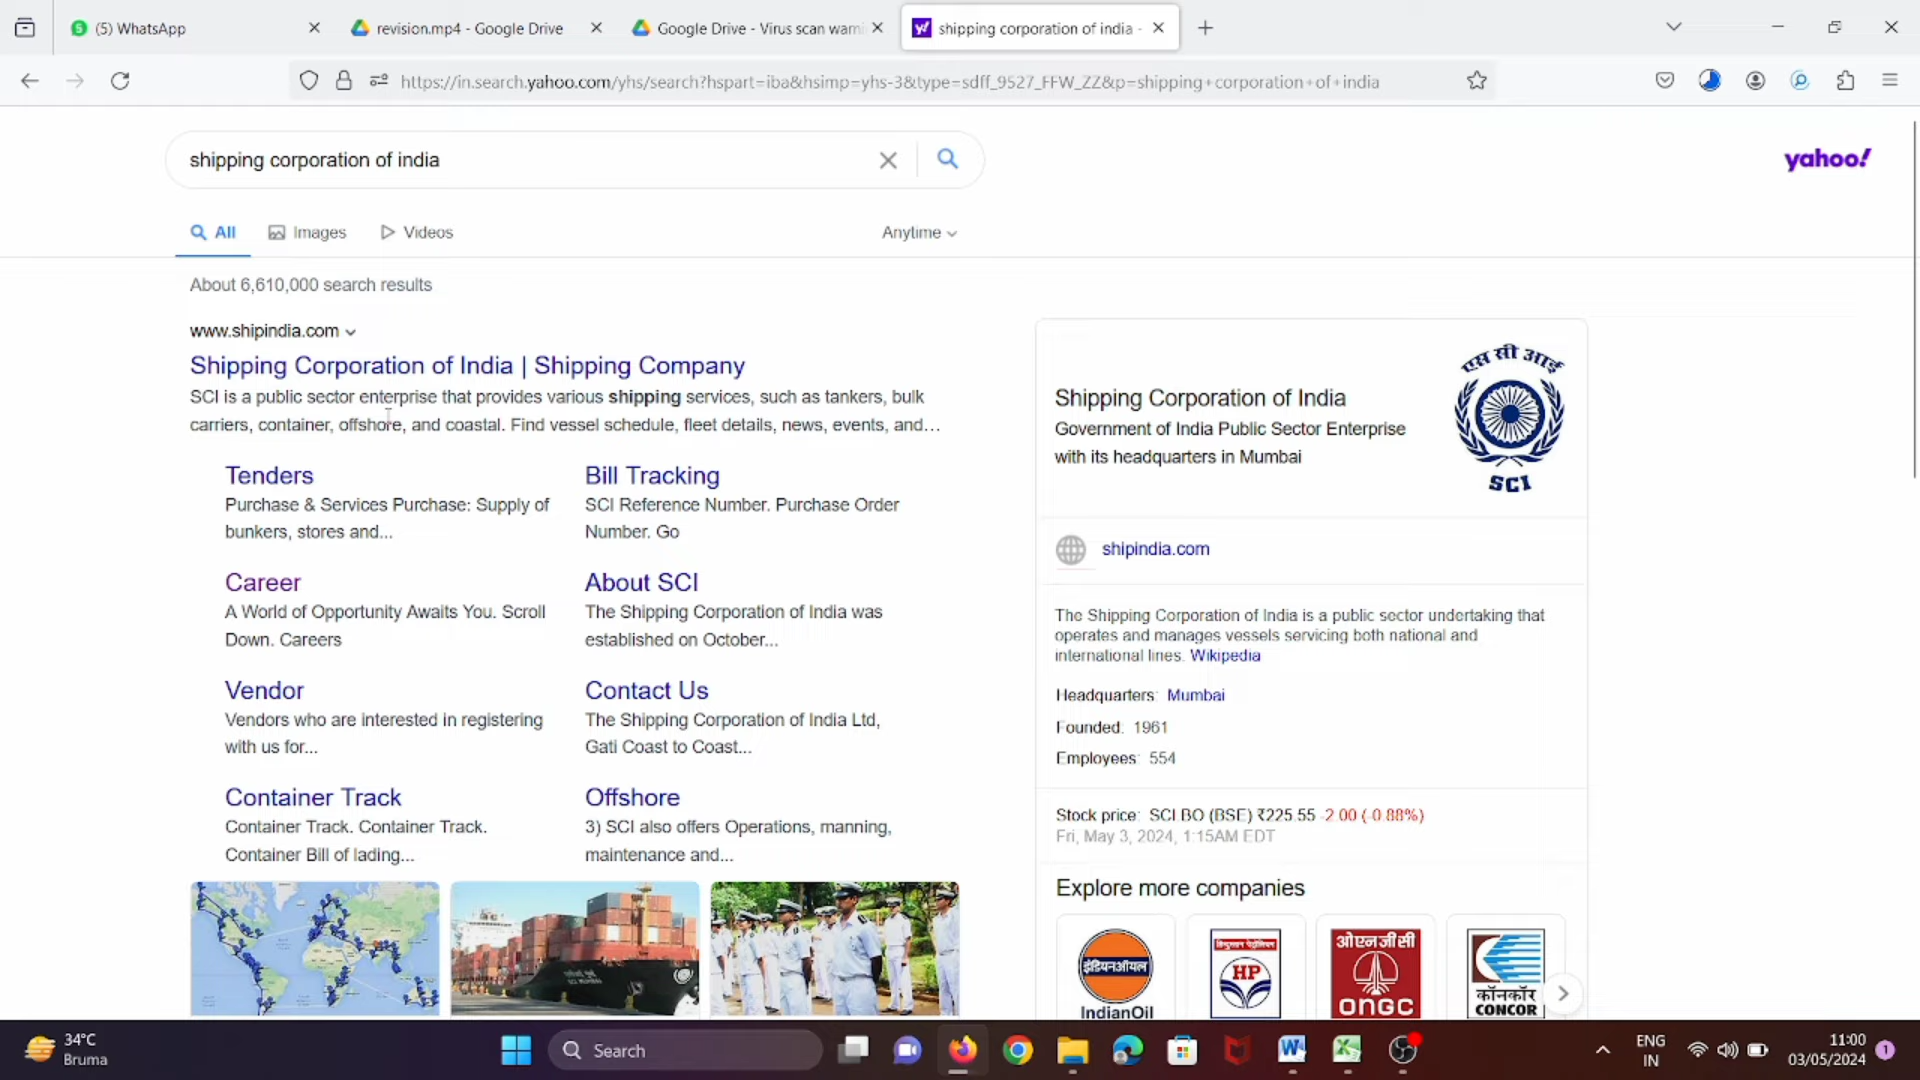 (5) WhatsApp
revision.mp4 - Google Drive
Google Drive - Virus scan warni
shipping corporation of india -
https://in.search.yahoo.com/yhs/search?hspart=iba&hsimp=yhs-3&type=sdff_9527_FFW_ZZ&p=shipping+corporation+of+india
shipping corporation of india
yahoo!
All
Images
Videos
Anytime
About 6,610,000 search results
www.shipindia.com
Shipping Corporation of India | Shipping Company
SCI is a public sector enterprise that provides various shipping services, such as tankers, bulk
carriers, container, offshore, and coastal. Find vessel schedule, fleet details, news, events, and...
Tenders
Purchase & Services Purchase: Supply of
bunkers, stores and...
Bill Tracking
SCI Reference Number. Purchase Order
Number. Go
Career
A World of Opportunity Awaits You. Scroll
Down. Careers
About SCI
The Shipping Corporation of India was
established on October...
Vendor
Vendors who are interested in registering
with us for...
Contact Us
The Shipping Corporation of India Ltd,
Gati Coast to Coast...
Container Track
Container Track. Container Track.
Container Bill of lading...
Offshore
3) SCI also offers Operations, manning,
maintenance and...
Shipping Corporation of India
Government of India Public Sector Enterprise
with its headquarters in Mumbai
एस सी आई
SCI
shipindia.com
The Shipping Corporation of India is a public sector undertaking that
operates and manages vessels servicing both national and
international lines. Wikipedia
Headquarters: Mumbai
Founded: 1961
Employees: 554
Stock price: SCI.BO (BSE) ₹225.55 -2.00 (-0.88%)
Fri, May 3, 2024, 1:15AM EDT
Explore more companies
इंडियनऑयल
IndianOil
हिन्दुस्तान पेट्रोलियम
HP
ओएनजीसी
ONGC
कॉनकॉर
CONCOR
34°C
Bruma
Search
ENG
IN
11:00
03/05/2024
1